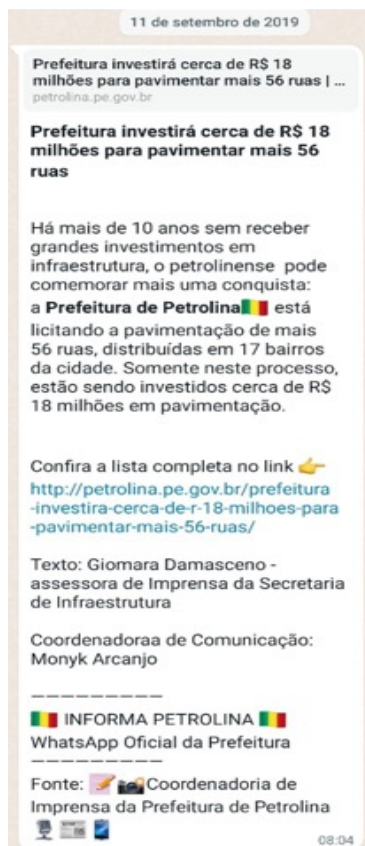 11 de setembro de 2019
Prefeitura investirá cerca de R$ 18
milhões para pavimentar mais 56 ruas | ...
petrolina.pe.gov.br
Prefeitura investirá cerca de R$ 18
milhões para pavimentar mais 56
ruas
Há mais de 10 anos sem receber
grandes investimentos em
infraestrutura, o petrolinense pode
comemorar mais uma conquista:
a Prefeitura de Petrolina está
licitando a pavimentação de mais
56 ruas, distribuídas em 17 bairros
da cidade. Somente neste processo,
estão sendo investidos cerca de R$
18 milhões em pavimentação.
Confira a lista completa no link 👉
http://petrolina.pe.gov.br/prefeitura
-investira-cerca-de-r-18-milhoes-para
-pavimentar-mais-56-ruas/
Texto: Giomara Damasceno -
assessora de Imprensa da Secretaria
de Infraestrutura
Coordenadoraa de Comunicação:
Monyk Arcanjo
—————————
INFORMA PETROLINA
WhatsApp Oficial da Prefeitura
—————————
Fonte: 📝 📸 Coordenadoria de
Imprensa da Prefeitura de Petrolina
🎙 📰 📱
08:04